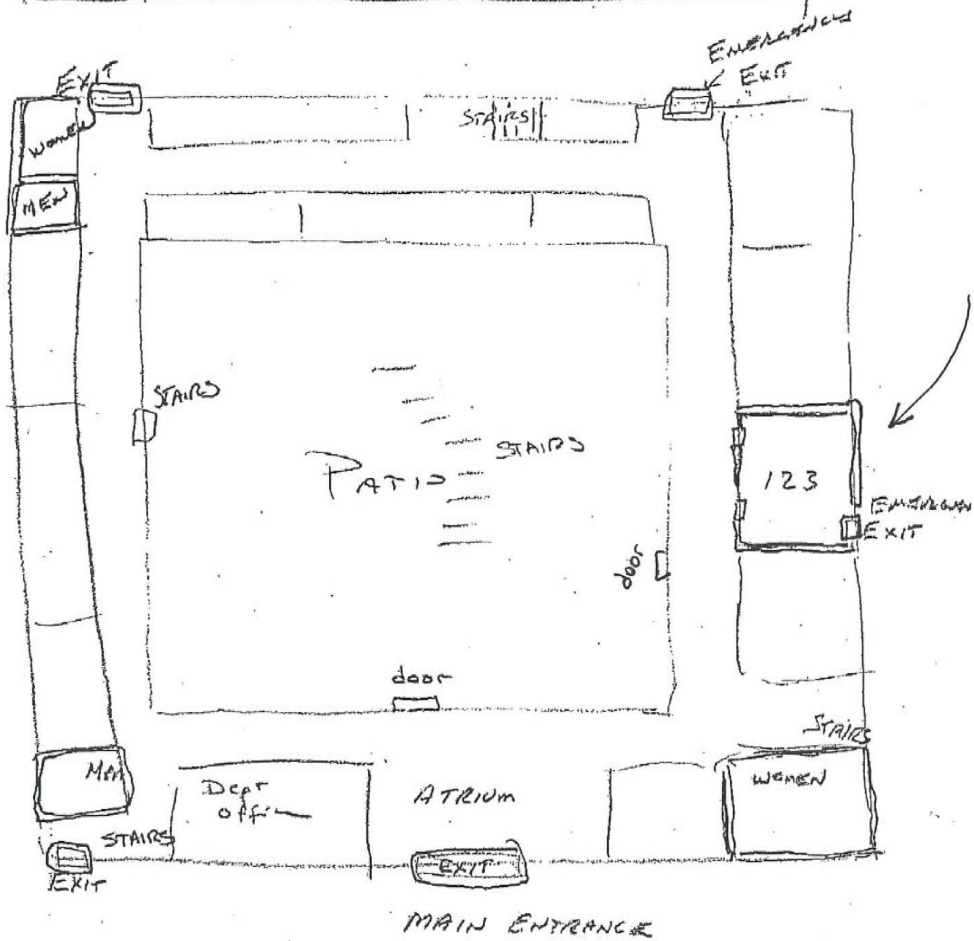 EMERGENCY
EXIT
EXIT
STAIRS
WOMEN
MEN
STAIRS
STAIRS
PATIO
123
EXIT
door
door
STAIRS
MEN
WOMEN
Dept
ATRIUM
STAIRS
EXIT
EXIT
MAIN ENTRANCE